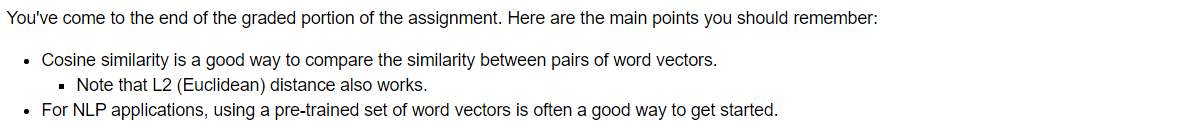 You've come to the end of the graded portion of the assignment. Here are the main points you should remember:
• Cosine similarity is a good way to compare the similarity between pairs of word vectors.
▪ Note that L2 (Euclidean) distance also works.
• For NLP applications, using a pre-trained set of word vectors is often a good way to get started.